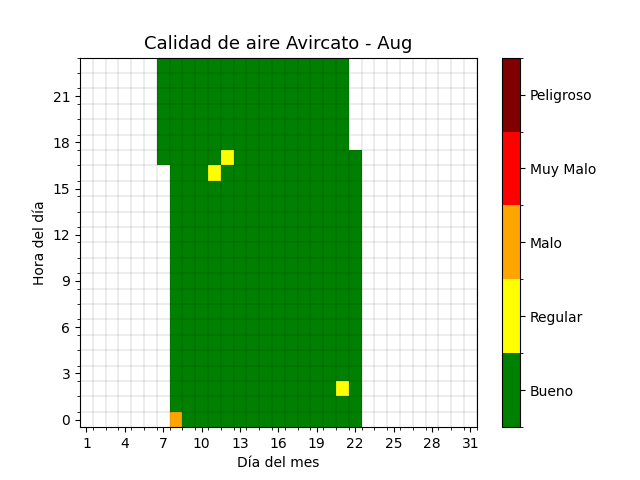 Calidad de aire Avircato - Aug
21
18
15
12
9
6
3
0
Hora del día
1 4 7 10 13 16 19 22 25 28 31
Día del mes
Peligroso
Muy Malo
Malo
Regular
Bueno